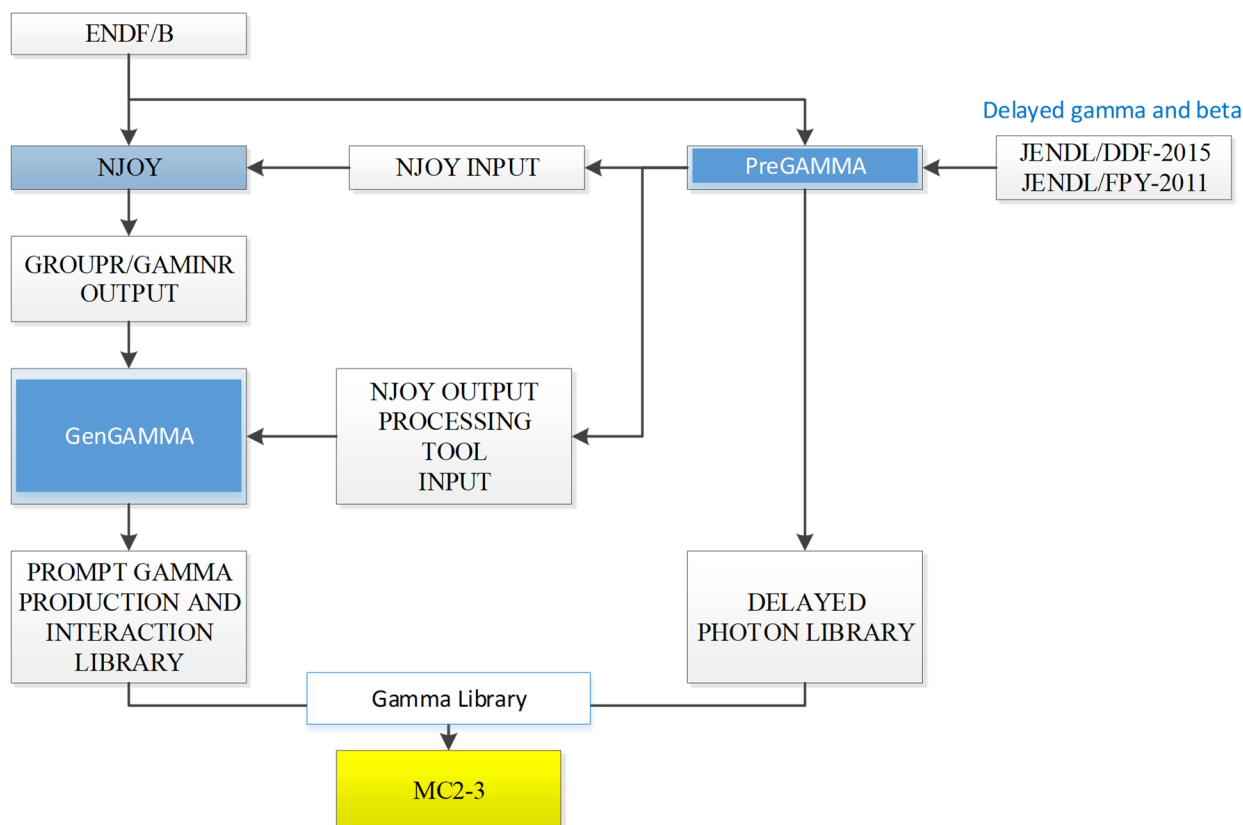 ENDF/B
Delayed gamma and beta
NJOY
NJOY INPUT
PreGAMMA
JENDL/DDF-2015
JENDL/FPY-2011
GROUPR/GAMINR
OUTPUT
GenGAMMA
NJOY OUTPUT
PROCESSING
TOOL
INPUT
PROMPT GAMMA
PRODUCTION AND
INTERACTION
LIBRARY
DELAYED
PHOTON LIBRARY
Gamma Library
MC2-3